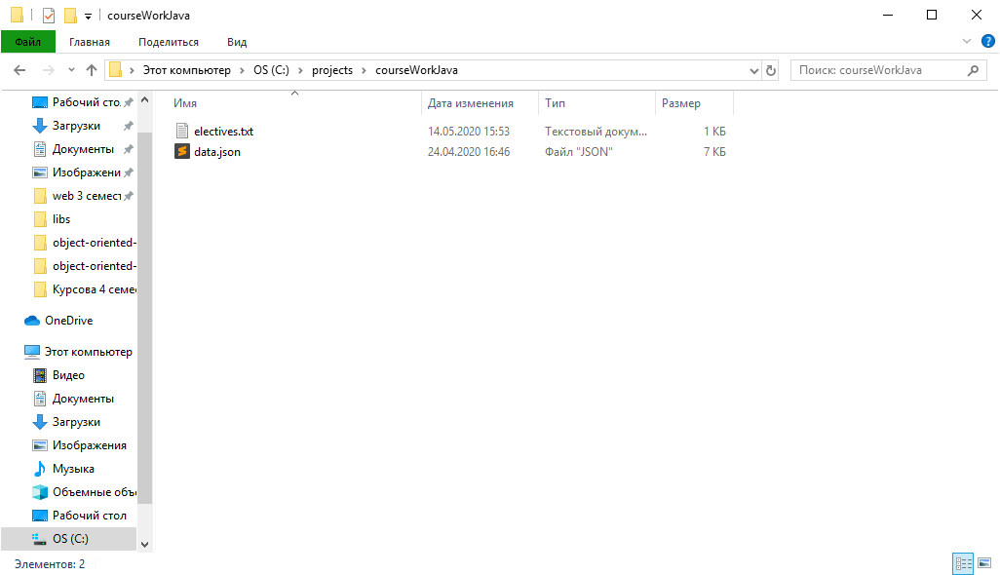 courseWorkJava
Файл Главная Поделиться Вид
Этот компьютер OS (C:) projects courseWorkJava
Поиск: courseWorkJava
Имя Дата изменения Тип Размер
electives.txt 14.05.2020 15:53 Текстовый докум... 1 КБ
data.json 24.04.2020 16:46 Файл "JSON" 7 КБ
Рабочий сто.
Загрузки
Документы
Изображени
web 3 семест
libs
object-oriented-
object-oriented-
Курсова 4 семе
OneDrive
Этот компьютер
Видео
Документы
Загрузки
Изображения
Музыка
Объемные объ
Рабочий стол
OS (C:)
Элементов: 2